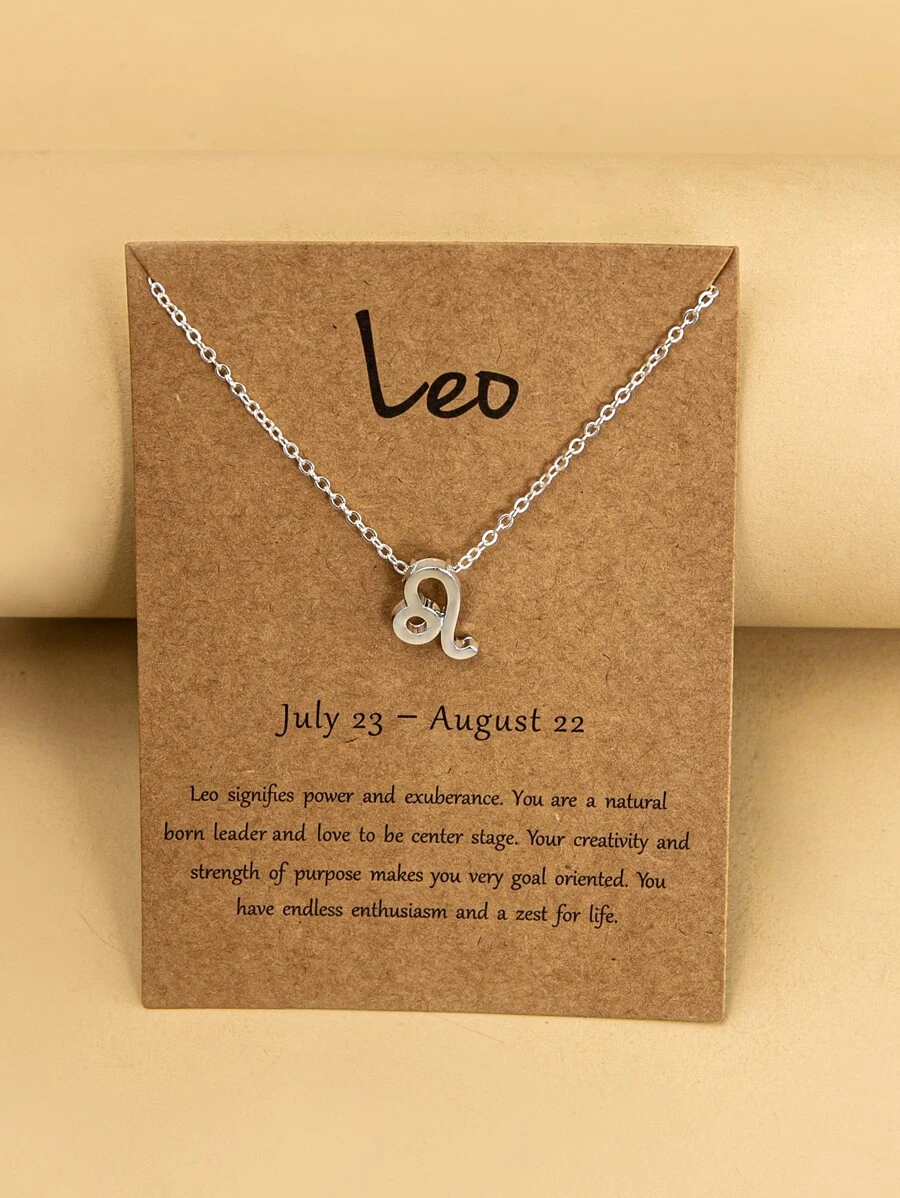 Leo
July 23 – August 22
Leo signifies power and exuberance. You are a natural
born leader and love to be center stage. Your creativity and
strength of purpose makes you very goal oriented. You
have endless enthusiasm and a zest for life.